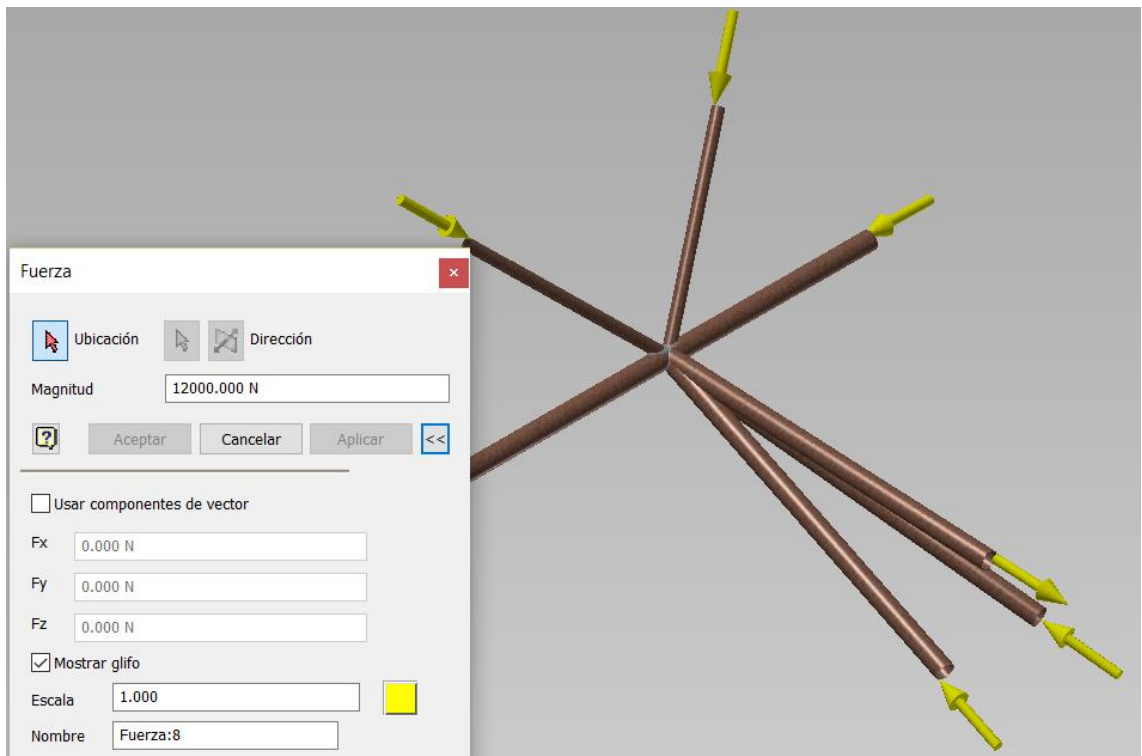 Fuerza
Ubicación Dirección
Magnitud 12000.000 N
Aceptar Cancelar Aplicar <<
Usar componentes de vector
Fx 0.000 N
Fy 0.000 N
Fz 0.000 N
Mostrar glifo
Escala 1.000
Nombre Fuerza:8